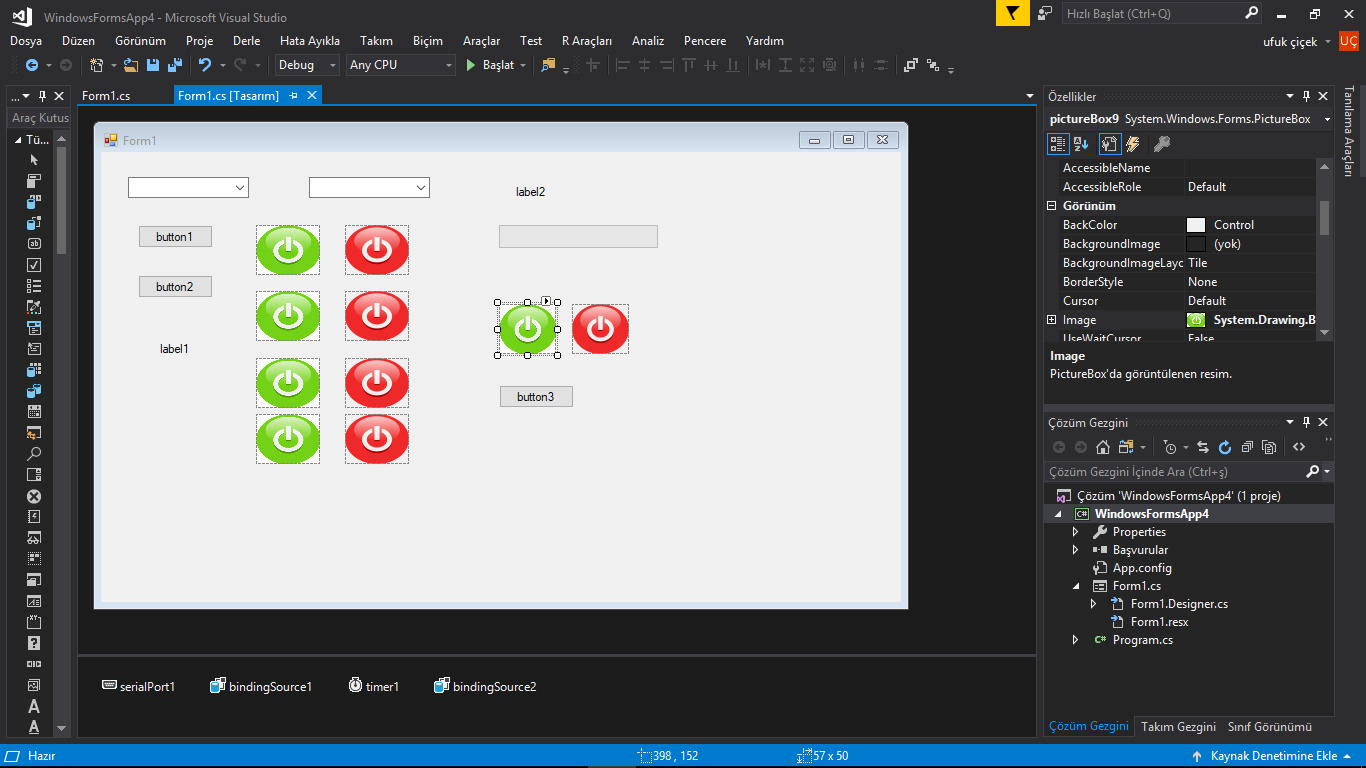 WindowsFormsApp4 - Microsoft Visual Studio
Hızlı Başlat (Ctrl+Q)
Dosya Düzen Görünüm Proje Derle Hata Ayıkla Takım Biçim Araçlar Test R Araçları Analiz Pencere Yardım
ufuk çiçek UÇ
Debug Any CPU Başlat
...
Araç Kutus
Tü...
Form1.cs Form1.cs [Tasarım]
Form1
label2
button1
button2
label1
button3
serialPort1 bindingSource1 timer1 bindingSource2
Özellikler
pictureBox9 System.Windows.Forms.PictureBox
AccessibleName
AccessibleRole Default
Görünüm
BackColor Control
BackgroundImage (yok)
BackgroundImageLayc Tile
BorderStyle None
Cursor Default
Image System.Drawing.B
UseWaitCursor False
Image
PictureBox'da görüntülenen resim.
Çözüm Gezgini
Çözüm Gezgini İçinde Ara (Ctrl+ş)
Çözüm 'WindowsFormsApp4' (1 proje)
WindowsFormsApp4
Properties
Başvurular
App.config
Form1.cs
Form1.Designer.cs
Form1.resx
Program.cs
Çözüm Gezgini Takım Gezgini Sınıf Görünümü
Tanılama Araçları
Hazır 398 , 152 57 x 50 Kaynak Denetimine Ekle